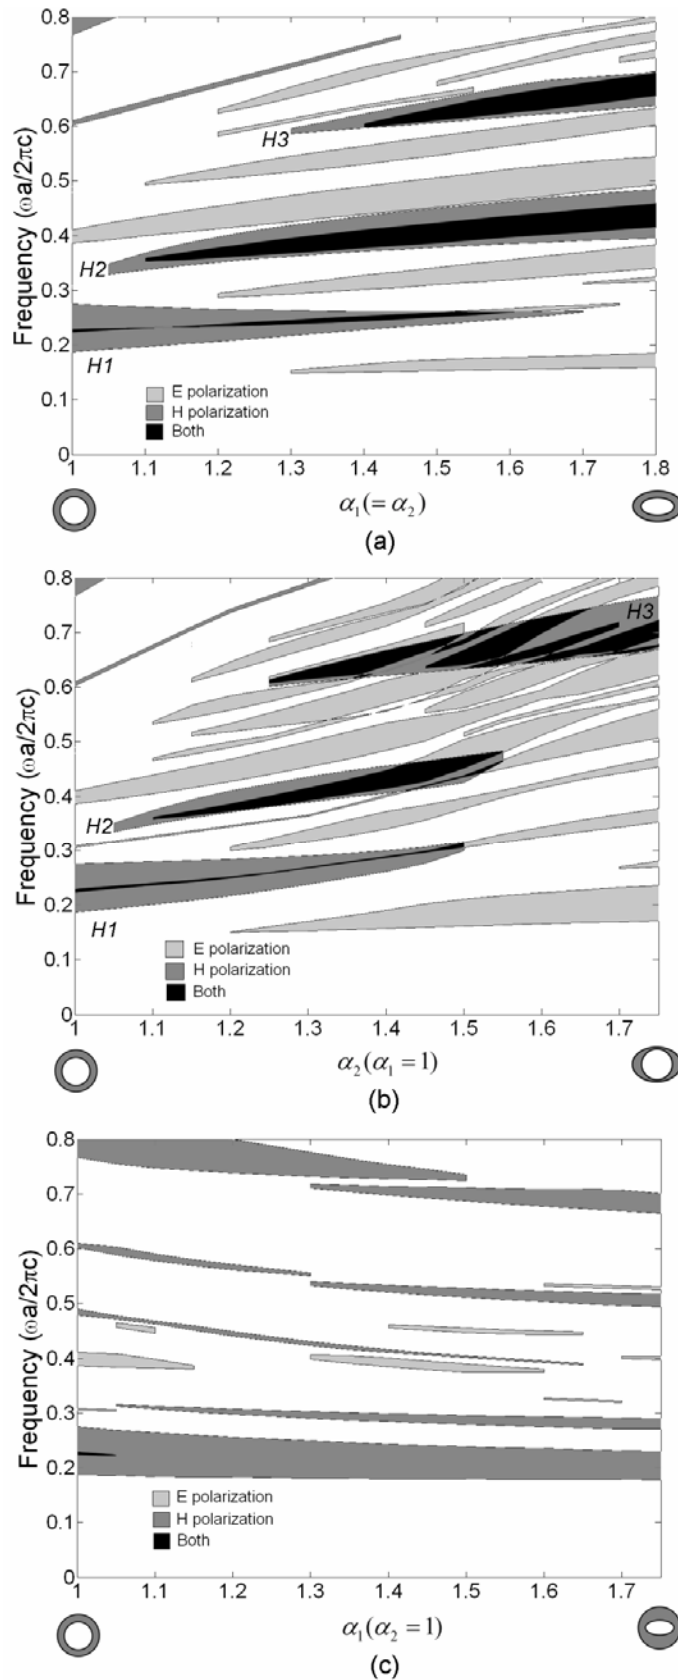 0.8
0.7
0.6
0.5
0.4
0.3
0.2
0.1
0
Frequency (ωa/2πc)
H3
H2
H1
E polarization
H polarization
Both
1 1.1 1.2 1.3 1.4 1.5 1.6 1.7 1.8
α₁(= α₂)
(a)
0.8
0.7
0.6
0.5
0.4
0.3
0.2
0.1
0
Frequency (ωa/2πc)
H3
H2
H1
E polarization
H polarization
Both
1 1.1 1.2 1.3 1.4 1.5 1.6 1.7
α₂(α₁ = 1)
(b)
0.8
0.7
0.6
0.5
0.4
0.3
0.2
0.1
0
Frequency (ωa/2πc)
E polarization
H polarization
Both
1 1.1 1.2 1.3 1.4 1.5 1.6 1.7
α₁(α₂ = 1)
(c)